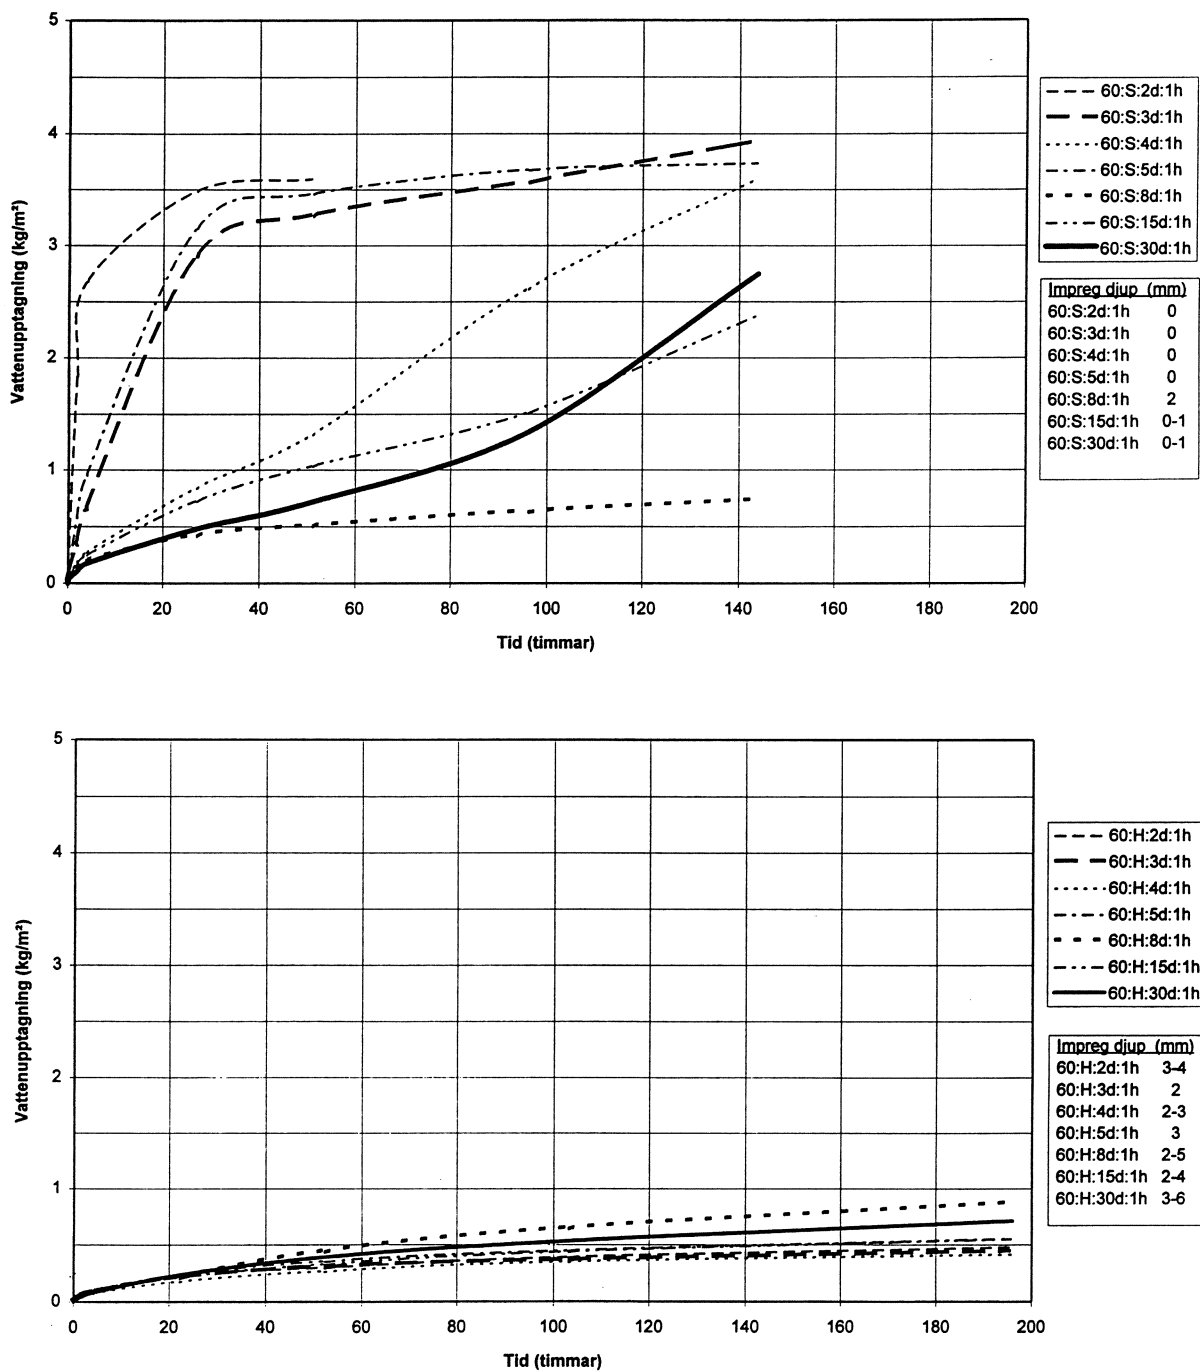 5
4
3
2
1
0
Vattenupptagning (kg/m²)
0 20 40 60 80 100 120 140 160 180 200
Tid (timmar)
60:S:2d:1h
60:S:3d:1h
60:S:4d:1h
60:S:5d:1h
60:S:8d:1h
60:S:15d:1h
60:S:30d:1h
Impreg djup (mm)
60:S:2d:1h 0
60:S:3d:1h 0
60:S:4d:1h 0
60:S:5d:1h 0
60:S:8d:1h 2
60:S:15d:1h 0-1
60:S:30d:1h 0-1
5
4
3
2
1
0
Vattenupptagning (kg/m²)
0 20 40 60 80 100 120 140 160 180 200
Tid (timmar)
60:H:2d:1h
60:H:3d:1h
60:H:4d:1h
60:H:5d:1h
60:H:8d:1h
60:H:15d:1h
60:H:30d:1h
Impreg djup (mm)
60:H:2d:1h 3-4
60:H:3d:1h 2
60:H:4d:1h 2-3
60:H:5d:1h 3
60:H:8d:1h 2-5
60:H:15d:1h 2-4
60:H:30d:1h 3-6